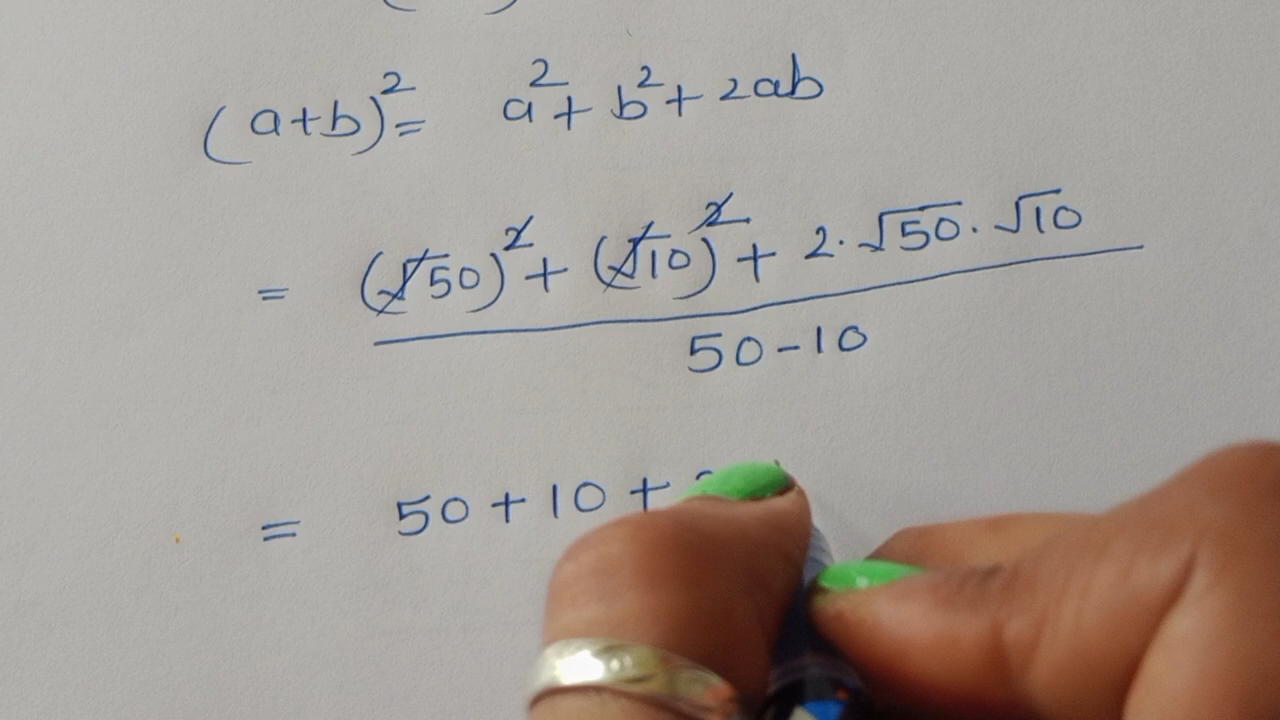 (a+b)² = a² + b² + 2ab
= (√50)² + (√10)² + 2·√50·√10
50-10
= 50 + 10 +